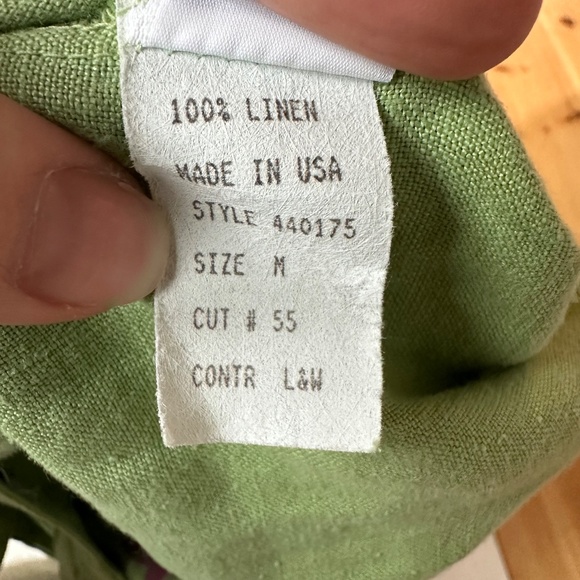 100% LINEN
MADE IN USA
STYLE 440175
SIZE M
CUT # 55
CONTR L&W